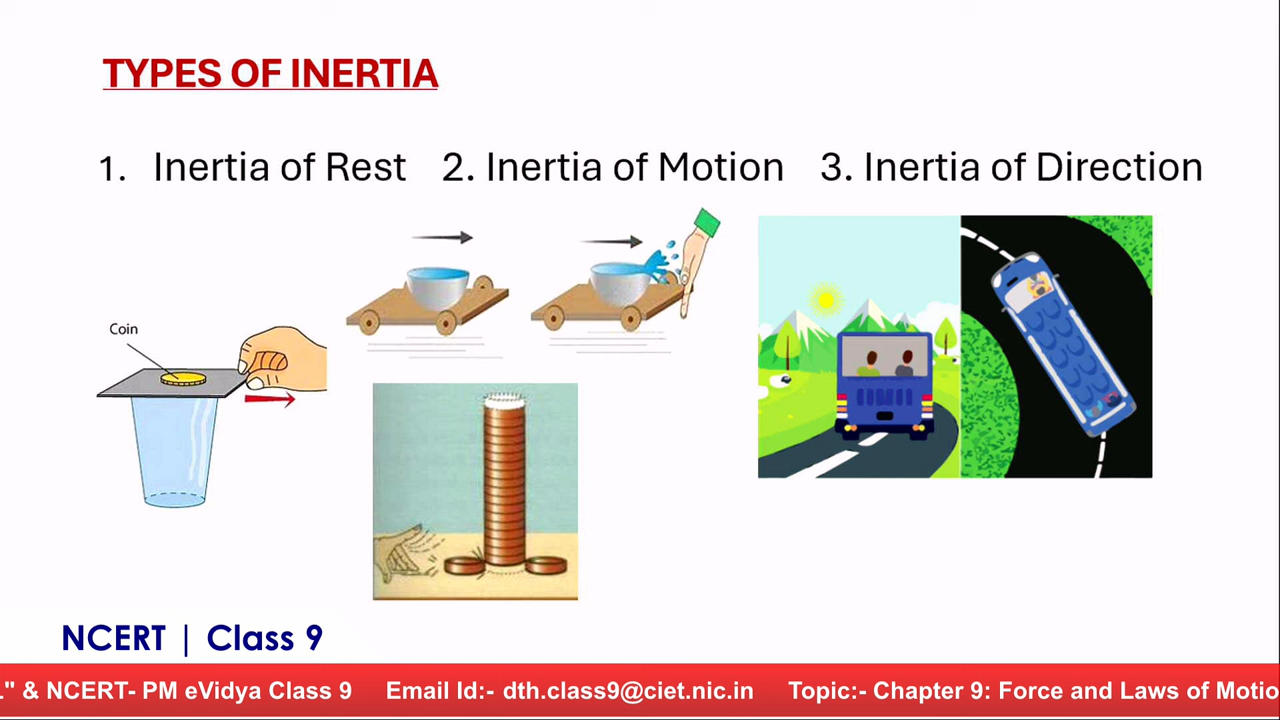 TYPES OF INERTIA
1. Inertia of Rest 2. Inertia of Motion 3. Inertia of Direction
Coin
NCERT | Class 9
" & NCERT- PM eVidya Class 9 Email Id:- dth.class9@ciet.nic.in Topic:- Chapter 9: Force and Laws of Motio